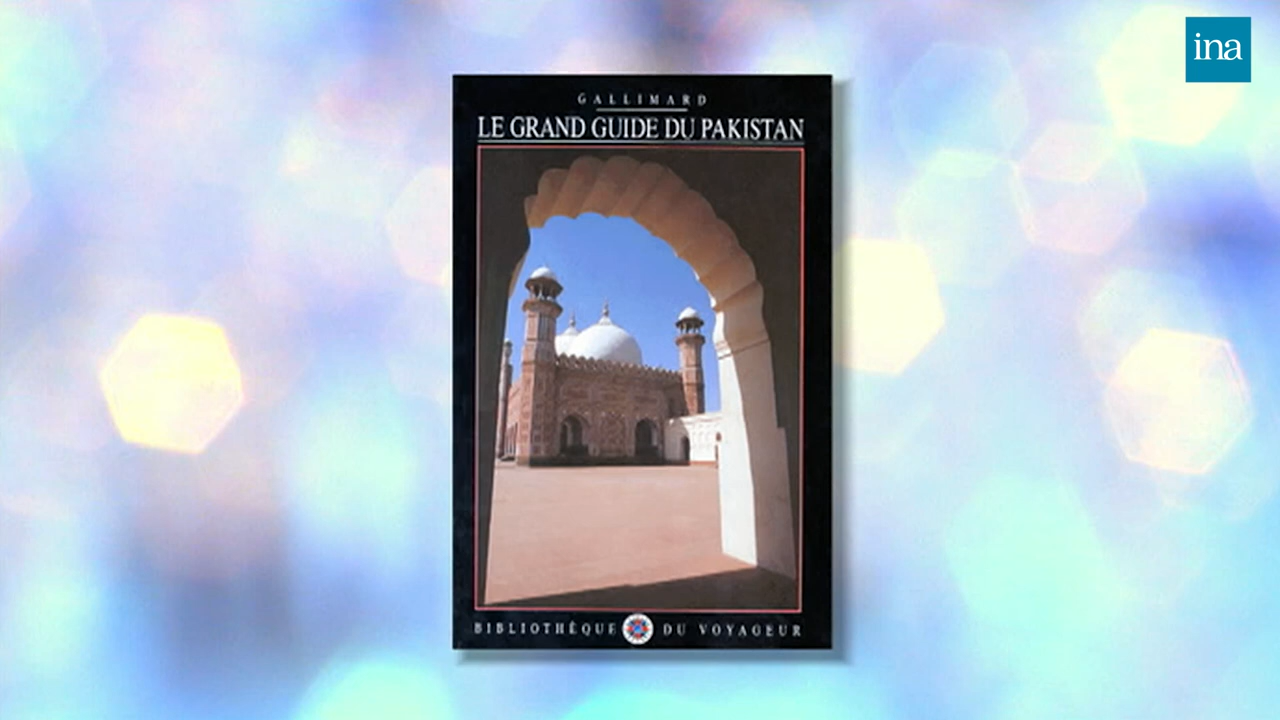 ina
GALLIMARD
LE GRAND GUIDE DU PAKISTAN
BIBLIOTHÈQUE DU VOYAGEUR